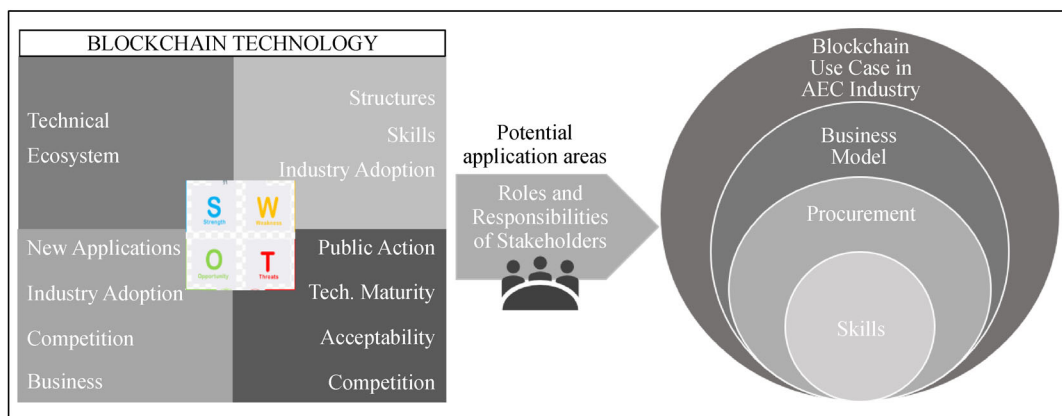 BLOCKCHAIN TECHNOLOGY
Technical
Ecosystem
Structures
Skills
Industry Adoption
S
Strength
W
Weakness
O
Opportunity
T
Threats
New Applications
Industry Adoption
Competition
Business
Public Action
Tech. Maturity
Acceptability
Competition
Potential
application areas
Roles and
Responsibilities
of Stakeholders
Blockchain
Use Case in
AEC Industry
Business
Model
Procurement
Skills